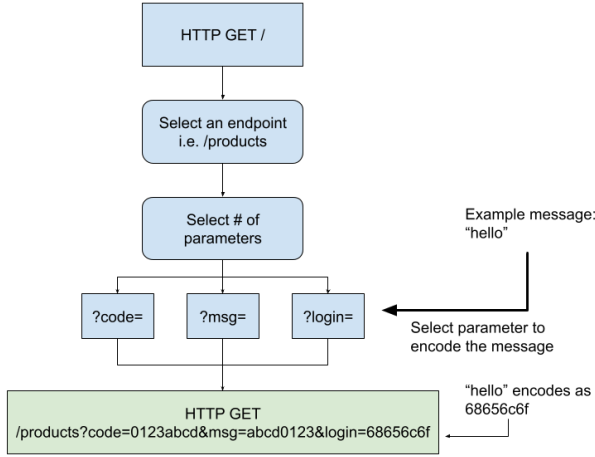 HTTP GET /
Select an endpoint
i.e. /products
Select # of
parameters
Example message:
“hello”
?code=
?msg=
?login=
Select parameter to
encode the message
“hello” encodes as
68656c6f
HTTP GET
/products?code=0123abcd&msg=abcd0123&login=68656c6f